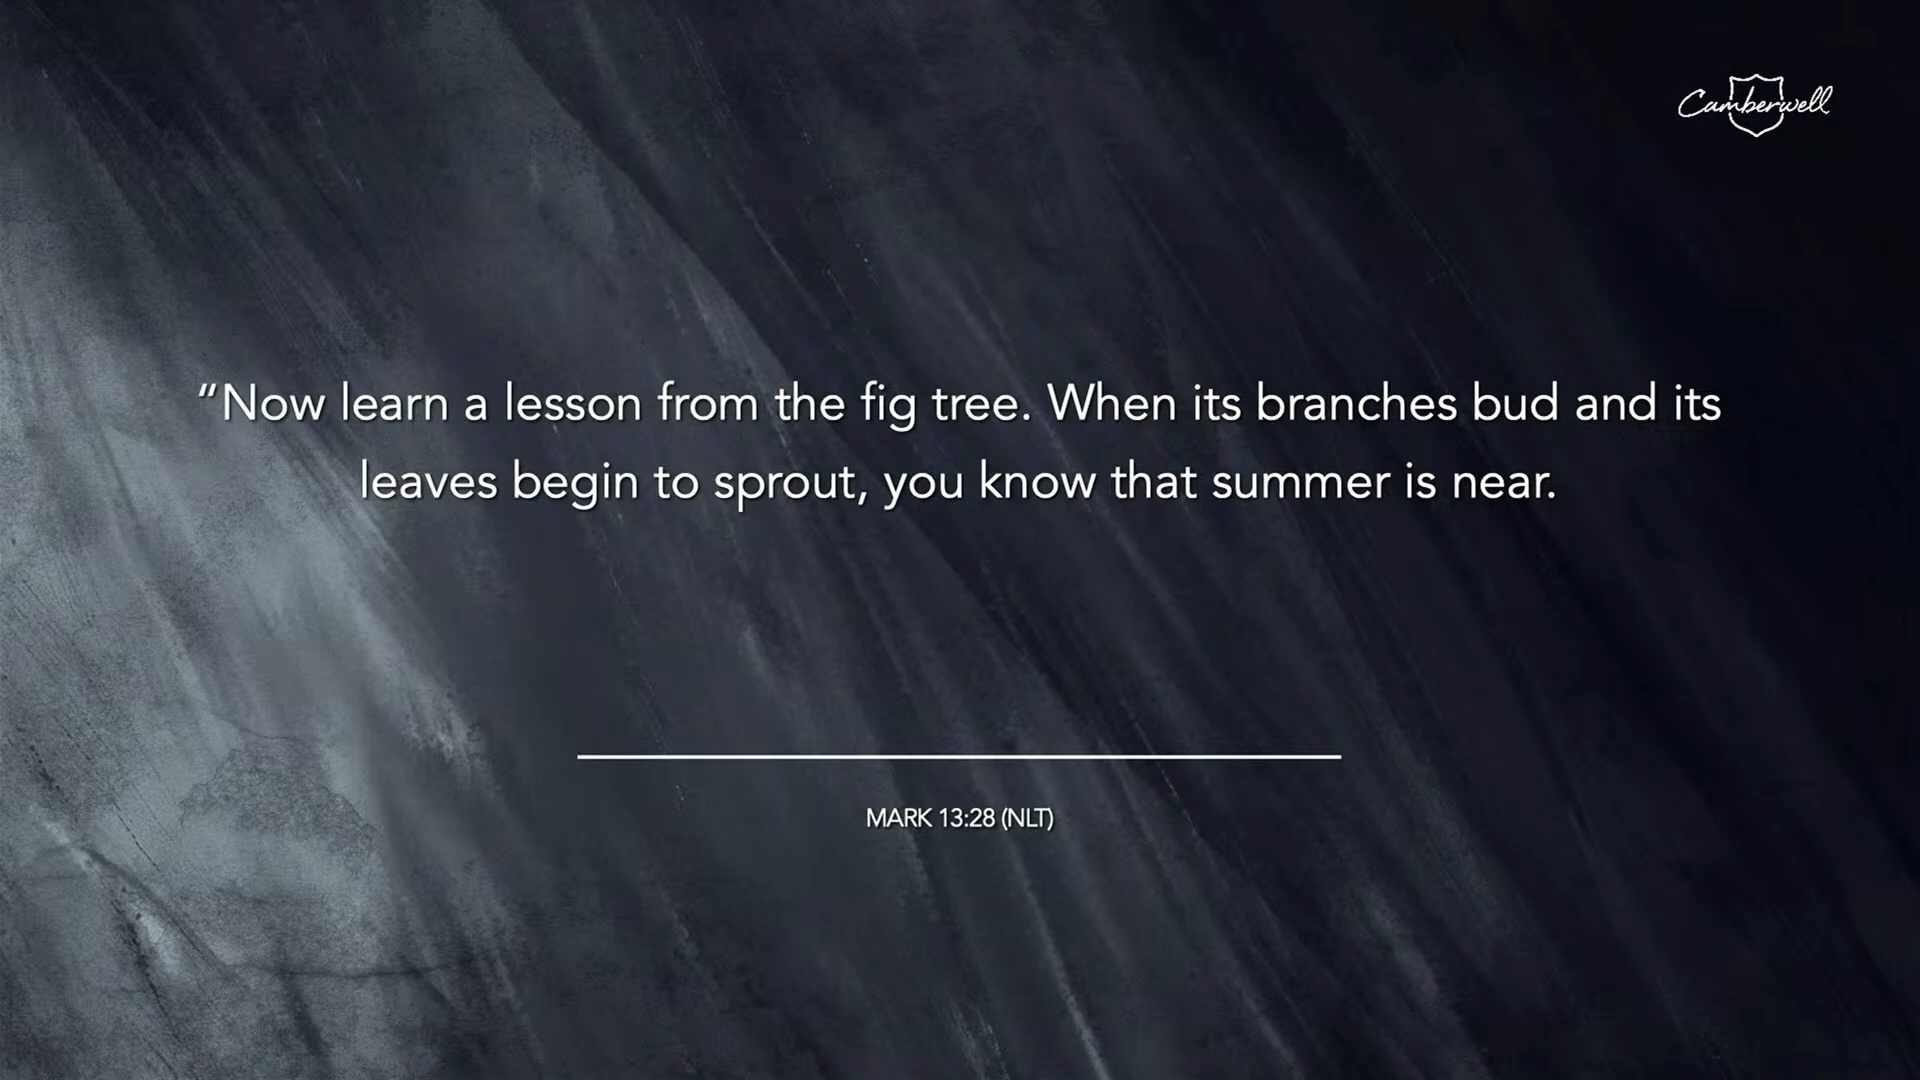 Camberwell
“Now learn a lesson from the fig tree. When its branches bud and its
leaves begin to sprout, you know that summer is near.
MARK 13:28 (NLT)